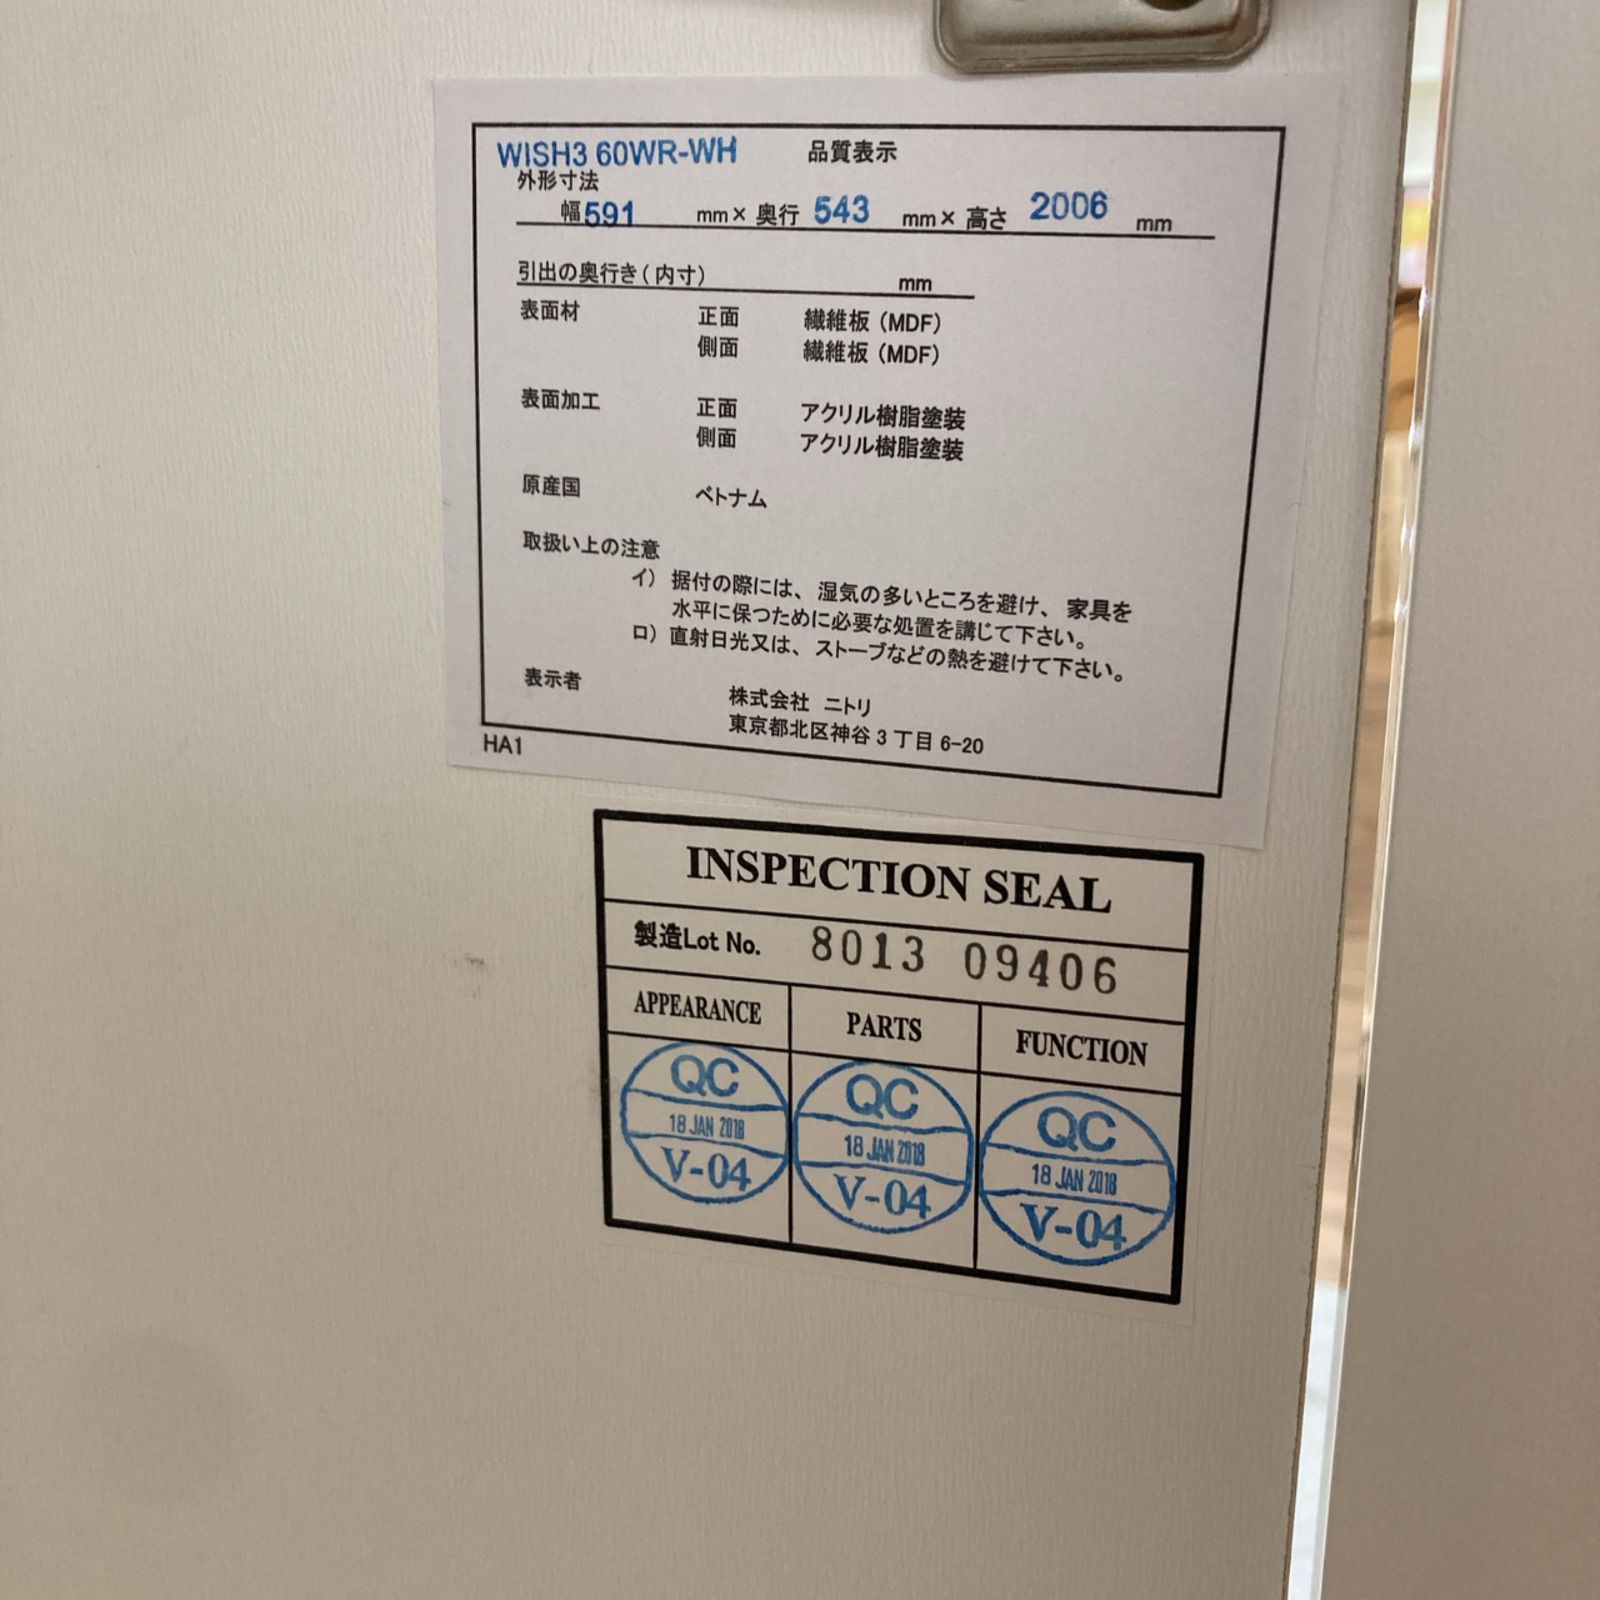 WISH3 60WR-WH 品質表示
外形寸法
幅591 mm× 奥行 543 mm× 高さ 2006 mm
引出の奥行き(内寸) mm
表面材 正面 繊維板(MDF)
側面 繊維板(MDF)
表面加工 正面 アクリル樹脂塗装
側面 アクリル樹脂塗装
原産国 ベトナム
取扱い上の注意
イ) 据付の際には、湿気の多いところを避け、家具を
水平に保つために必要な処置を講じて下さい。
ロ) 直射日光又は、ストーブなどの熱を避けて下さい。
表示者 株式会社 ニトリ
東京都北区神谷3丁目6-20
HA1
INSPECTION SEAL
製造Lot No. 8013 09406
APPEARANCE PARTS FUNCTION
QC QC QC
18 JAN 2018 18 JAN 2018 18 JAN 2018
V-04 V-04 V-04